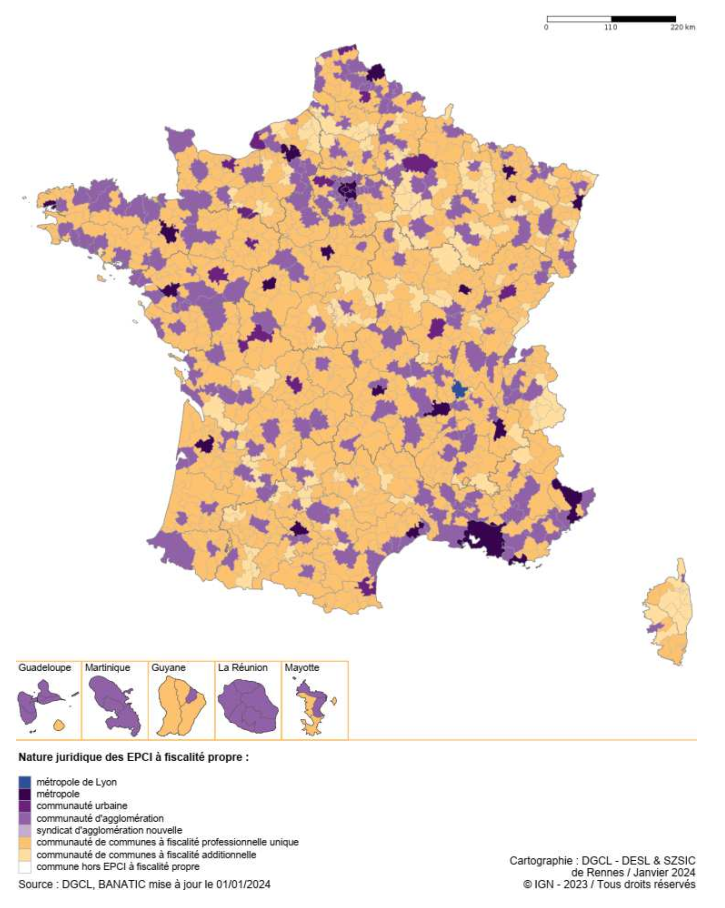 0 110 220 km
Guadeloupe Martinique Guyane La Réunion Mayotte
Nature juridique des EPCI à fiscalité propre :
métropole de Lyon
métropole
communauté urbaine
communauté d'agglomération
syndicat d'agglomération nouvelle
communauté de communes à fiscalité professionnelle unique
communauté de communes à fiscalité additionnelle
commune hors EPCI à fiscalité propre
Source : DGCL, BANATIC mise à jour le 01/01/2024
Cartographie : DGCL - DESL & SZSIC
de Rennes / Janvier 2024
© IGN - 2023 / Tous droits réservés